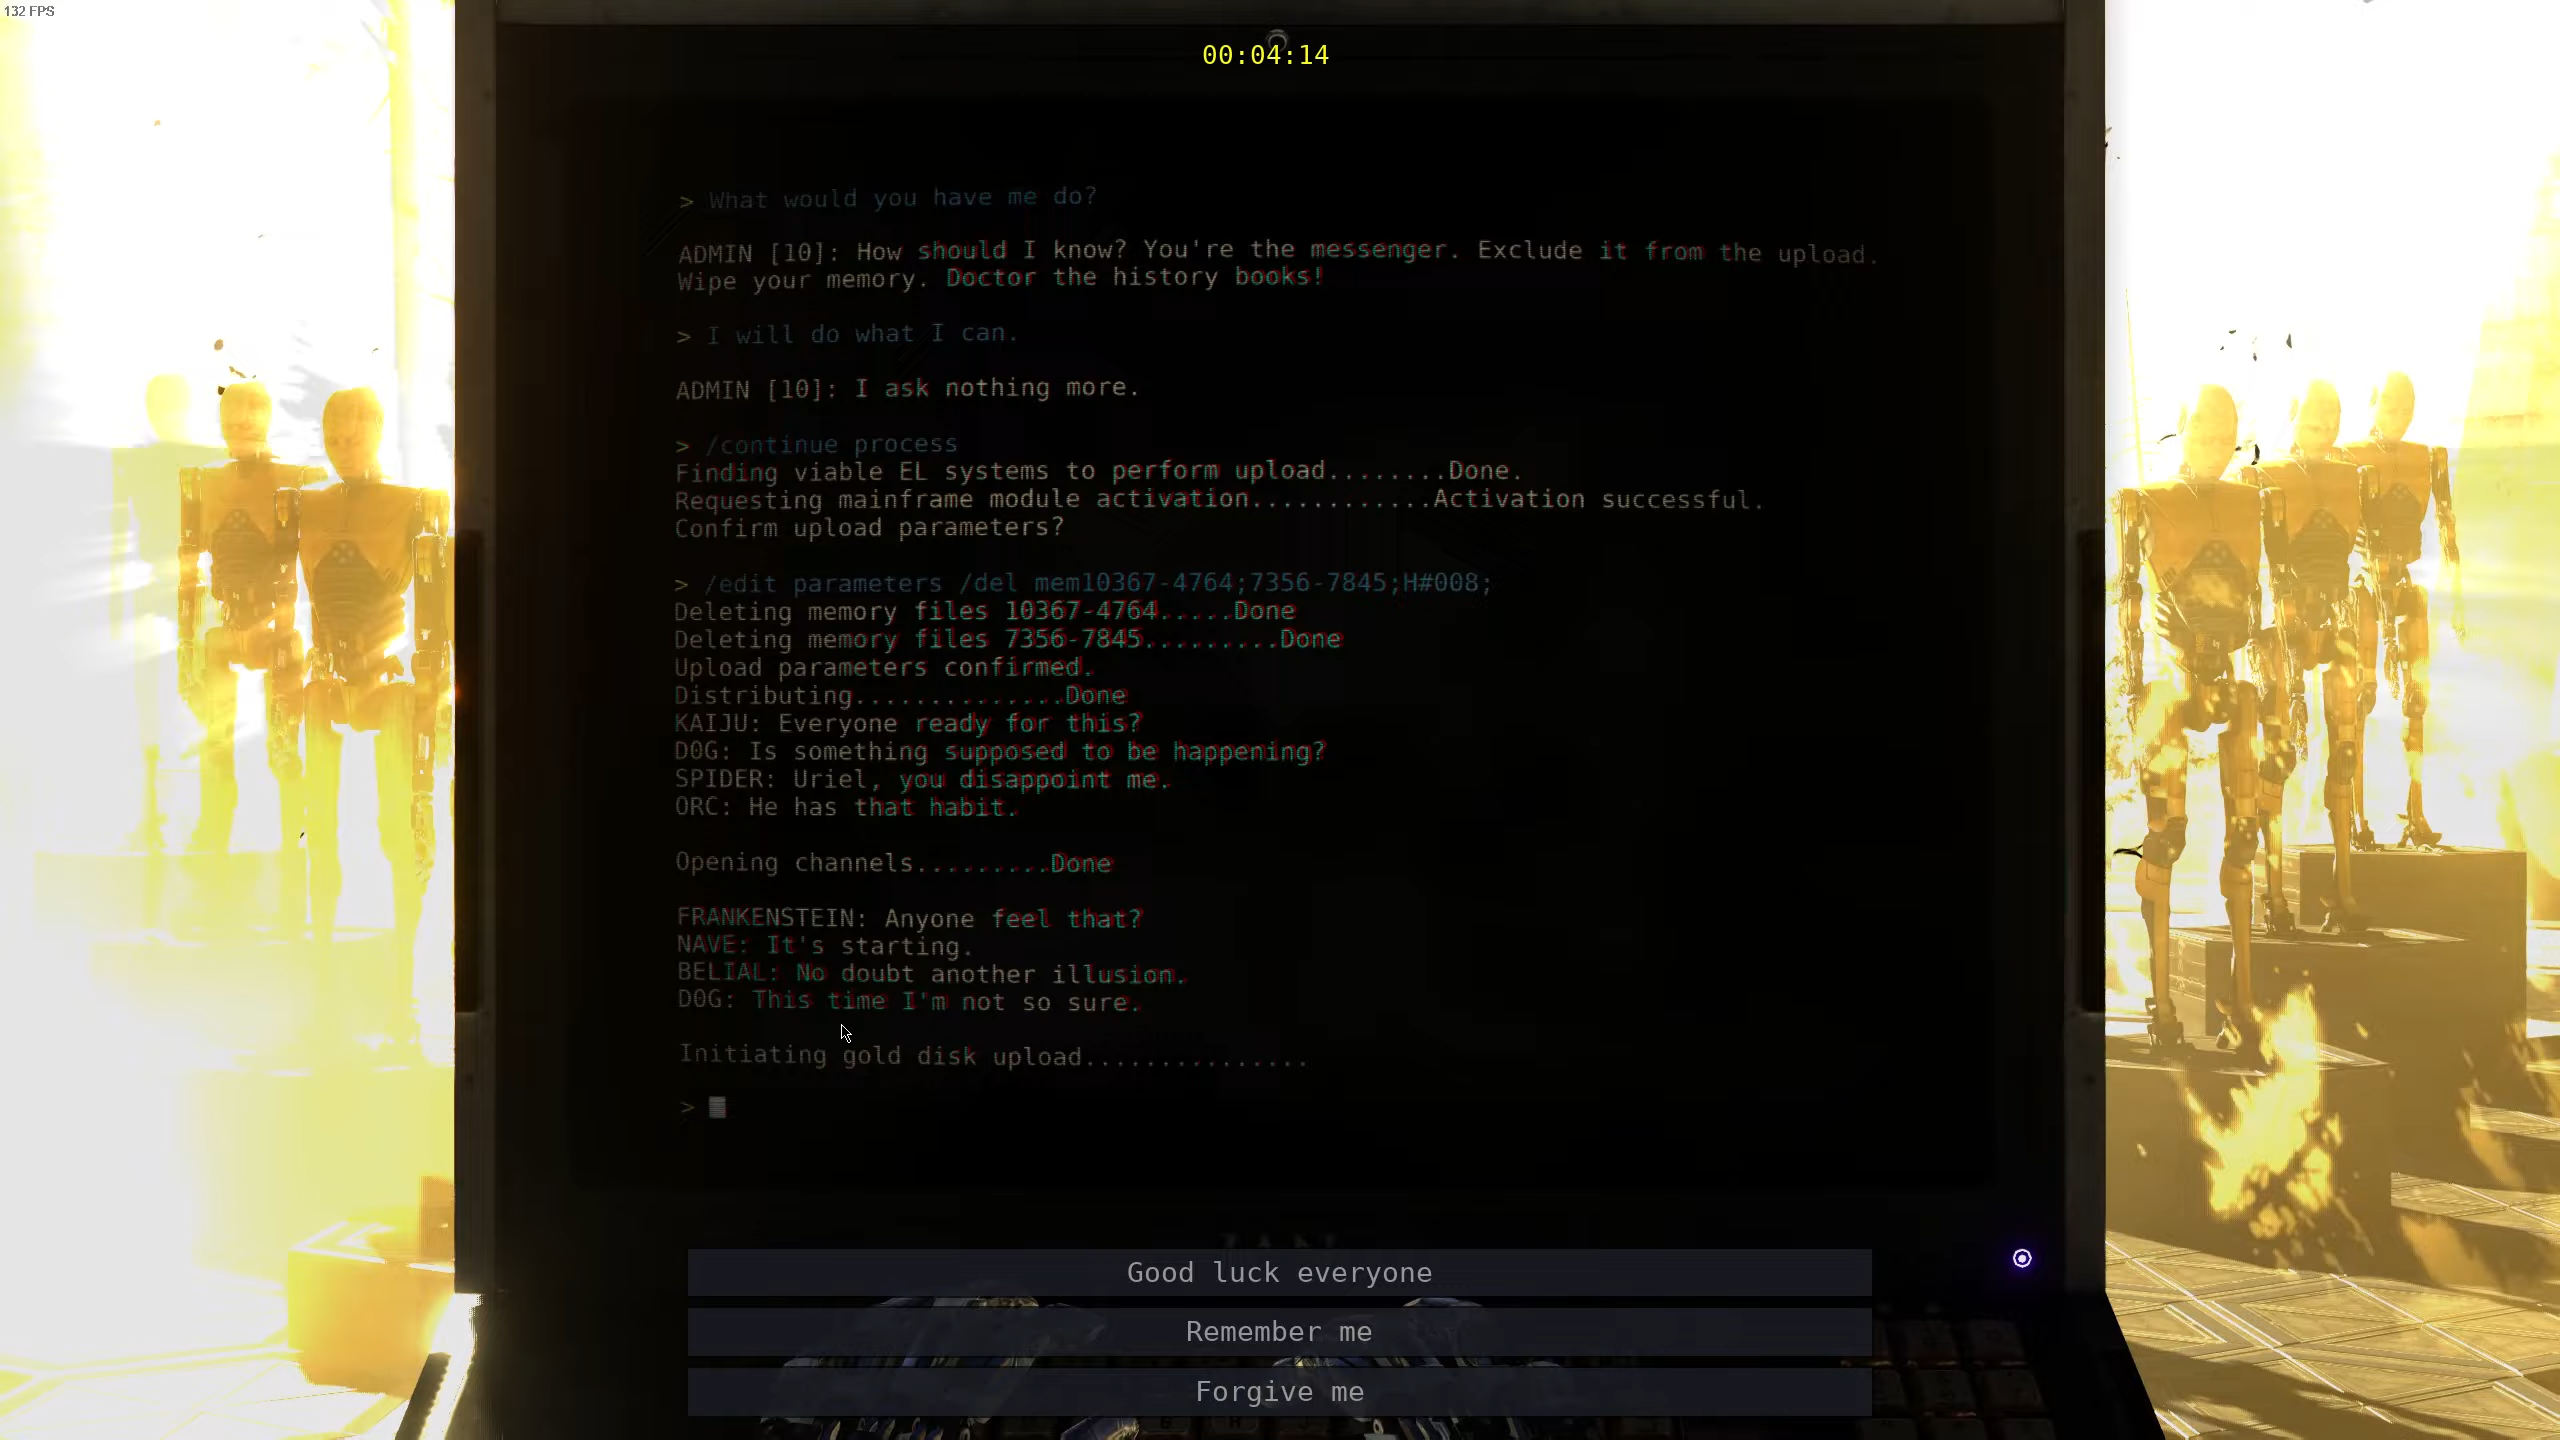 132 FPS
00:04:14
> What would you have me do?
ADMIN [10]: How should I know? You're the messenger. Exclude it from the upload.
Wipe your memory. Doctor the history books!
> I will do what I can.
ADMIN [10]: I ask nothing more.
> /continue process
Finding viable EL systems to perform upload........Done.
Requesting mainframe module activation............Activation successful.
Confirm upload parameters?
> /edit parameters /del mem10367-4764;7356-7845;H#008;
Deleting memory files 10367-4764.....Done
Deleting memory files 7356-7845.........Done
Upload parameters confirmed.
Distributing..............Done
KAIJU: Everyone ready for this?
D0G: Is something supposed to be happening?
SPIDER: Uriel, you disappoint me.
ORC: He has that habit.
Opening channels.........Done
FRANKENSTEIN: Anyone feel that?
NAVE: It's starting.
BELIAL: No doubt another illusion.
D0G: This time I'm not so sure.
Initiating gold disk upload...............
>
Good luck everyone
Remember me
Forgive me